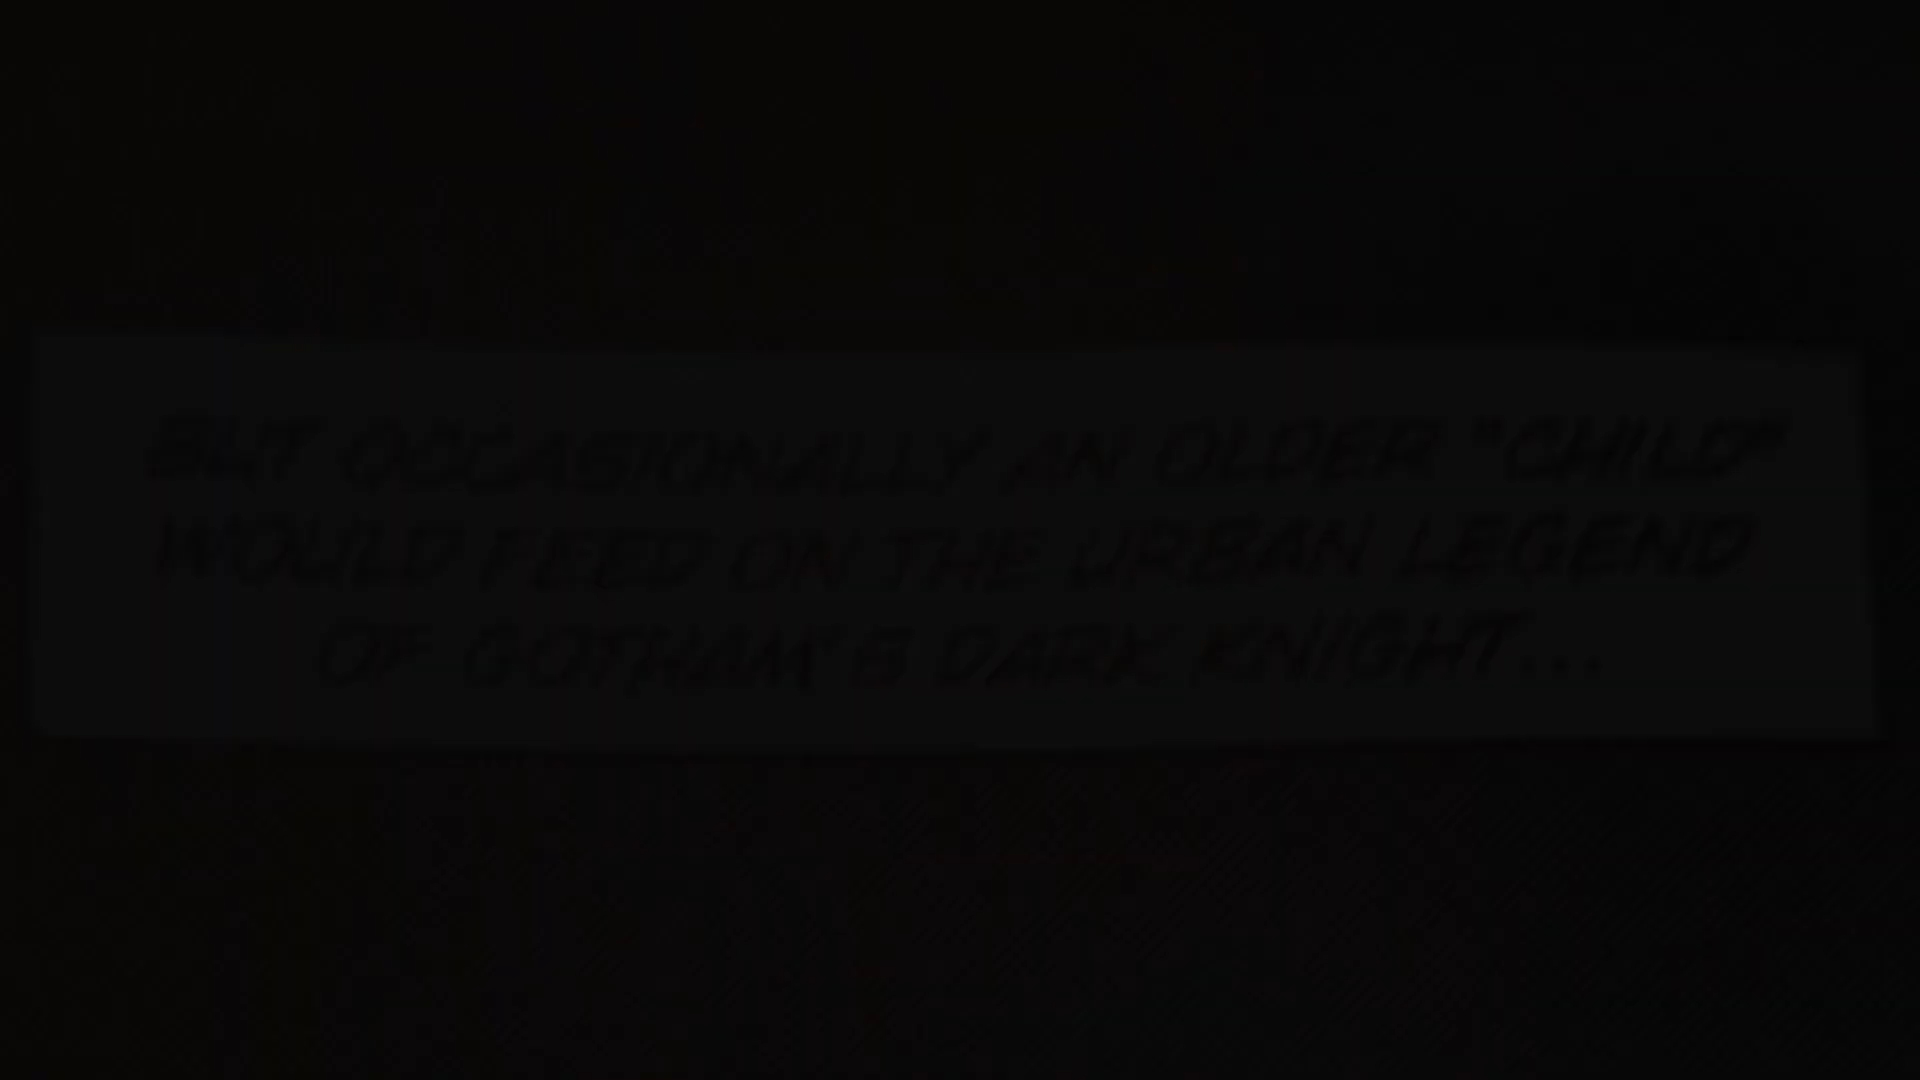 BUT OCCASIONALLY AN OLDER "CHILD"
WOULD FEED ON THE URBAN LEGEND
OF GOTHAM'S DARK KNIGHT...